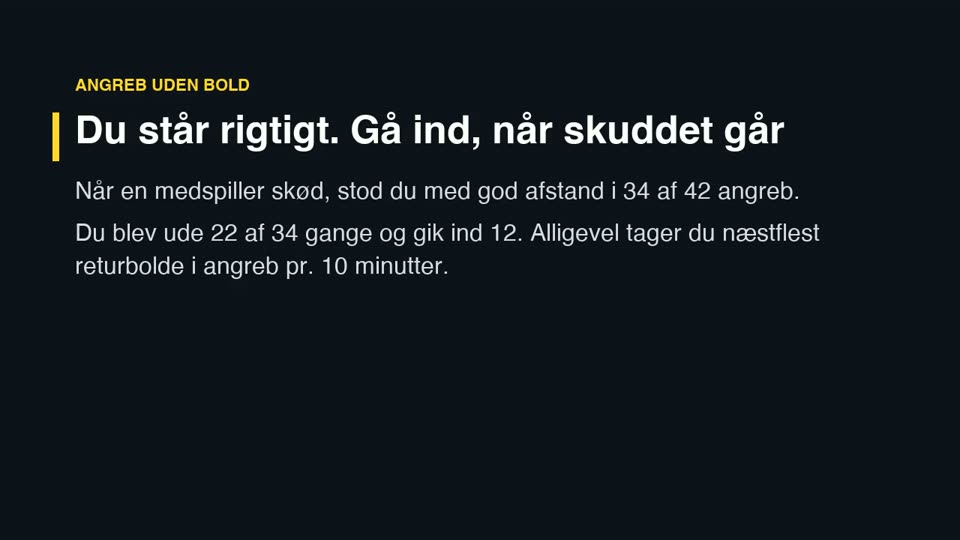 ANGREB UDEN BOLD
Du står rigtigt. Gå ind, når skuddet går
Når en medspiller skød, stod du med god afstand i 34 af 42 angreb.
Du blev ude 22 af 34 gange og gik ind 12. Alligevel tager du næstflest
returbolde i angreb pr. 10 minutter.